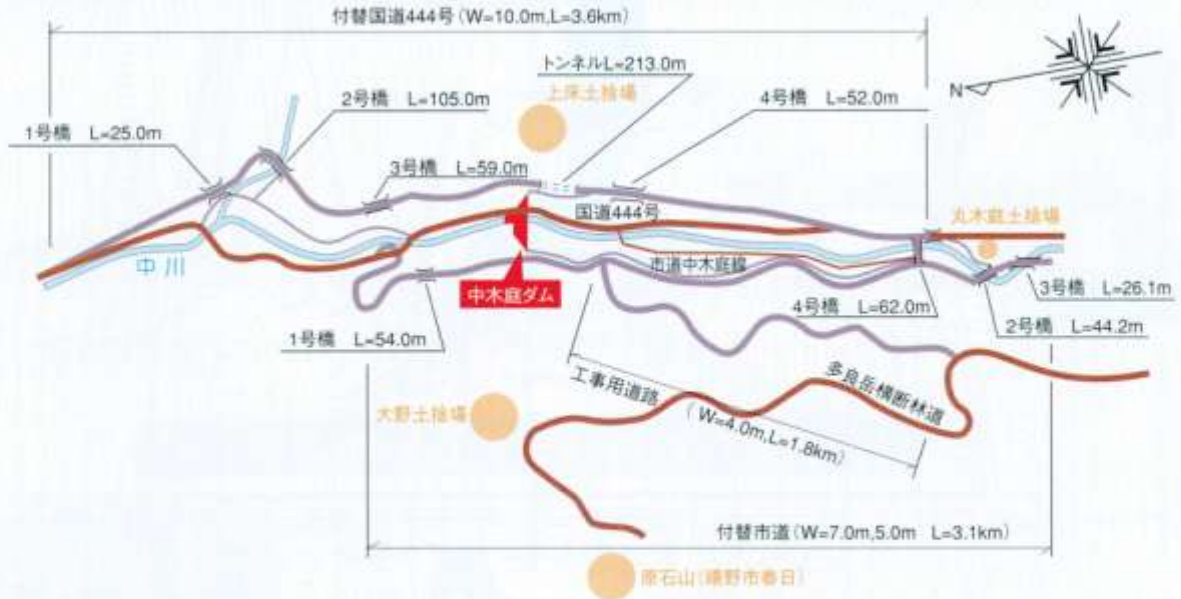 付替国道444号(W=10.0m,L=3.6km)
トンネルL=213.0m
上床土捨場
N
2号橋 L=105.0m
4号橋 L=52.0m
1号橋 L=25.0m
3号橋 L=59.0m
国道444号
丸木庭土捨場
中川
市道中木庭線
中木庭ダム
3号橋 L=26.1m
4号橋 L=62.0m
1号橋 L=54.0m
2号橋 L=44.2m
工事用道路
(W=4.0m,L=1.8km)
多良岳横断林道
大野土捨場
付替市道(W=7.0m,5.0m L=3.1km)
原石山(嬉野市春日)